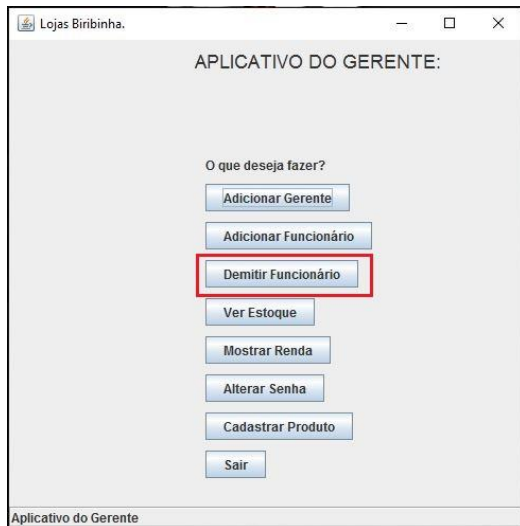 Lojas Biribinha.
APLICATIVO DO GERENTE:
O que deseja fazer?
Adicionar Gerente
Adicionar Funcionário
Demitir Funcionário
Ver Estoque
Mostrar Renda
Alterar Senha
Cadastrar Produto
Sair
Aplicativo do Gerente